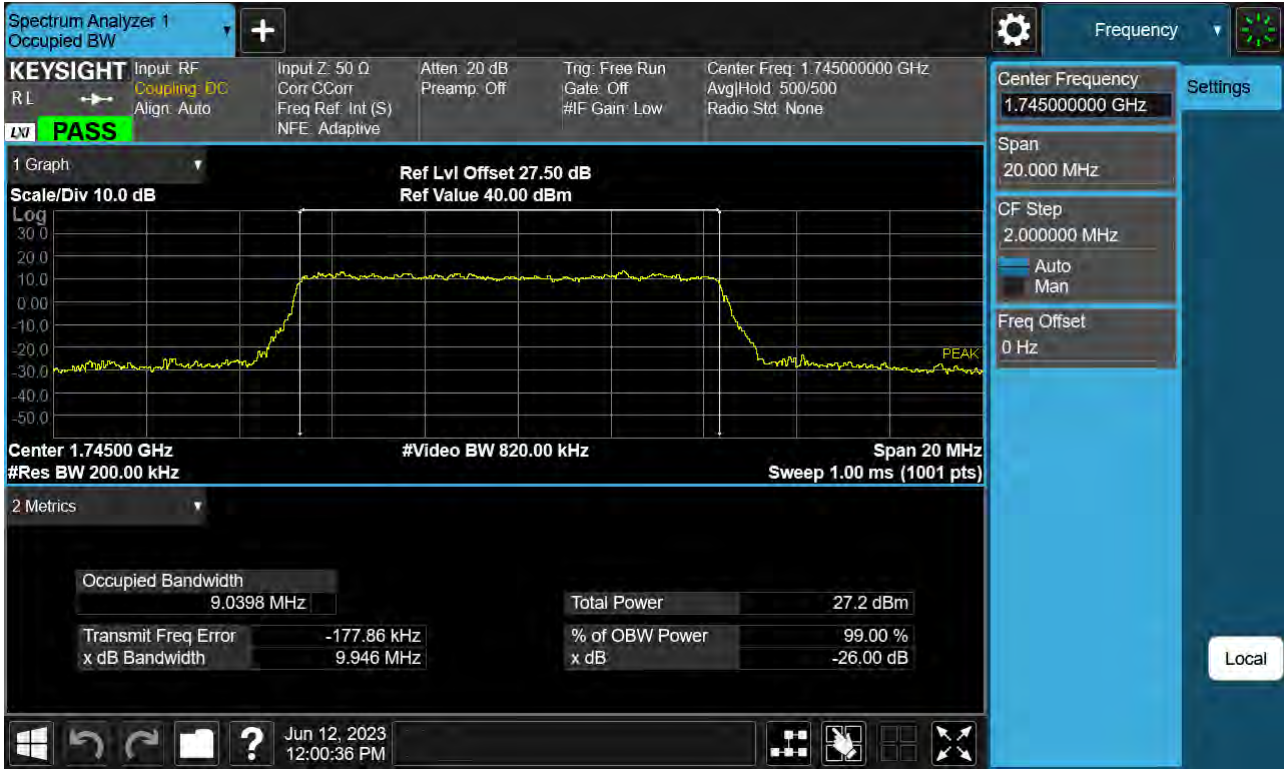 Spectrum Analyzer 1
Occupied BW
Frequency
KEYSIGHT
RL
LXI PASS
Input: RF
Coupling: DC
Align: Auto
Input Z: 50 Ω
Corr CCorr
Freq Ref: Int (S)
NFE: Adaptive
Atten: 20 dB
Preamp: Off
Trig: Free Run
Gate: Off
#IF Gain: Low
Center Freq: 1.745000000 GHz
Avg|Hold: 500/500
Radio Std: None
Center Frequency
1.745000000 GHz
Settings
Span
20.000 MHz
CF Step
2.000000 MHz
Auto
Man
Freq Offset
0 Hz
Local
1 Graph
Scale/Div 10.0 dB
Ref Lvl Offset 27.50 dB
Ref Value 40.00 dBm
Log
30.0
20.0
10.0
0.00
-10.0
-20.0
-30.0
-40.0
-50.0
PEAK
Center 1.74500 GHz
#Res BW 200.00 kHz
#Video BW 820.00 kHz
Span 20 MHz
Sweep 1.00 ms (1001 pts)
2 Metrics
Occupied Bandwidth
9.0398 MHz
Transmit Freq Error -177.86 kHz
x dB Bandwidth 9.946 MHz
Total Power 27.2 dBm
% of OBW Power 99.00 %
x dB -26.00 dB
?
Jun 12, 2023
12:00:36 PM